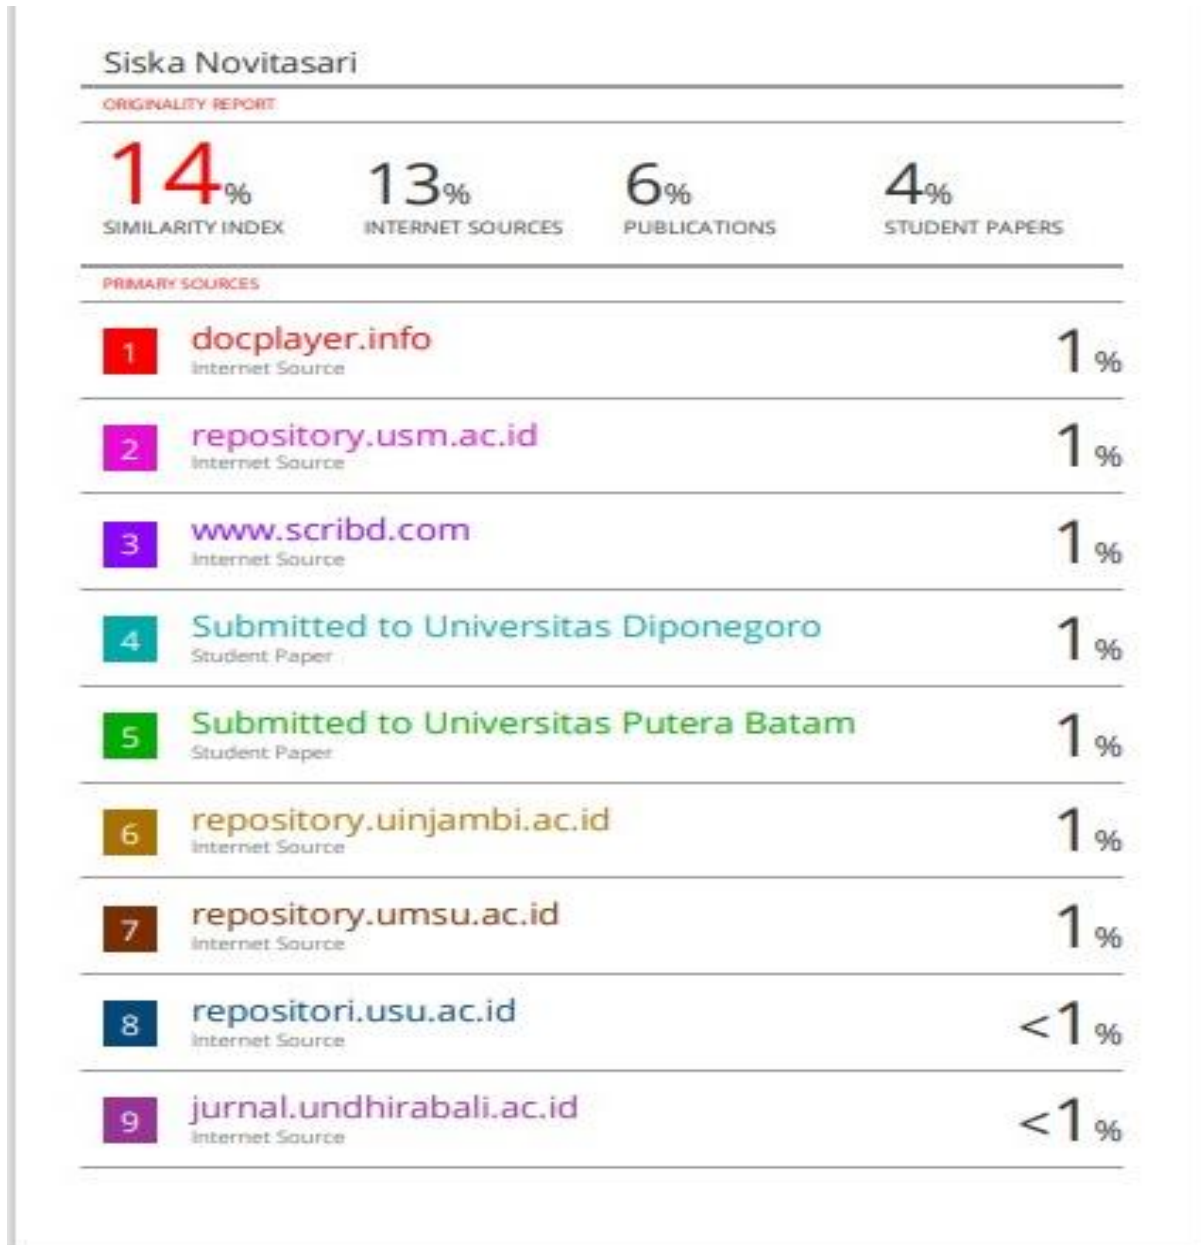 Siska Novitasari
ORIGINALITY REPORT
14% 13% 6% 4%
SIMILARITY INDEX INTERNET SOURCES PUBLICATIONS STUDENT PAPERS
PRIMARY SOURCES
1 docplayer.info 1%
Internet Source
2 repository.usm.ac.id 1%
Internet Source
3 www.scribd.com 1%
Internet Source
4 Submitted to Universitas Diponegoro 1%
Student Paper
5 Submitted to Universitas Putera Batam 1%
Student Paper
6 repository.uinjambi.ac.id 1%
Internet Source
7 repository.umsu.ac.id 1%
Internet Source
8 repositori.usu.ac.id <1%
Internet Source
9 jurnal.undhirabali.ac.id <1%
Internet Source